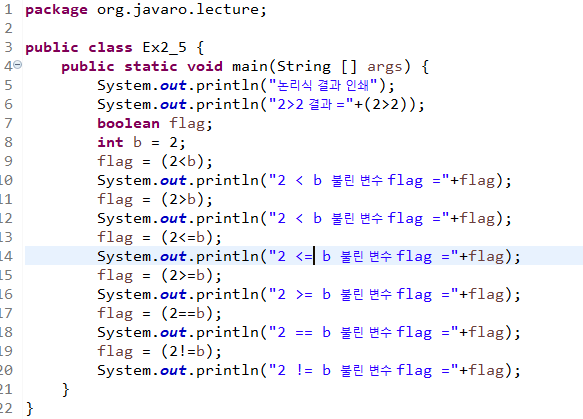 1 package org.javaro.lecture;
2
3 public class Ex2_5 {
4     public static void main(String [] args) {
5         System.out.println("논리식 결과 인쇄");
6         System.out.println("2>2 결과 ="+(2>2));
7         boolean flag;
8         int b = 2;
9         flag = (2<b);
10         System.out.println("2 < b 불린 변수 flag ="+flag);
11         flag = (2>b);
12         System.out.println("2 < b 불린 변수 flag ="+flag);
13         flag = (2<=b);
14         System.out.println("2 <= b 불린 변수 flag ="+flag);
15         flag = (2>=b);
16         System.out.println("2 >= b 불린 변수 flag ="+flag);
17         flag = (2==b);
18         System.out.println("2 == b 불린 변수 flag ="+flag);
19         flag = (2!=b);
20         System.out.println("2 != b 불린 변수 flag ="+flag);
21     }
22 }